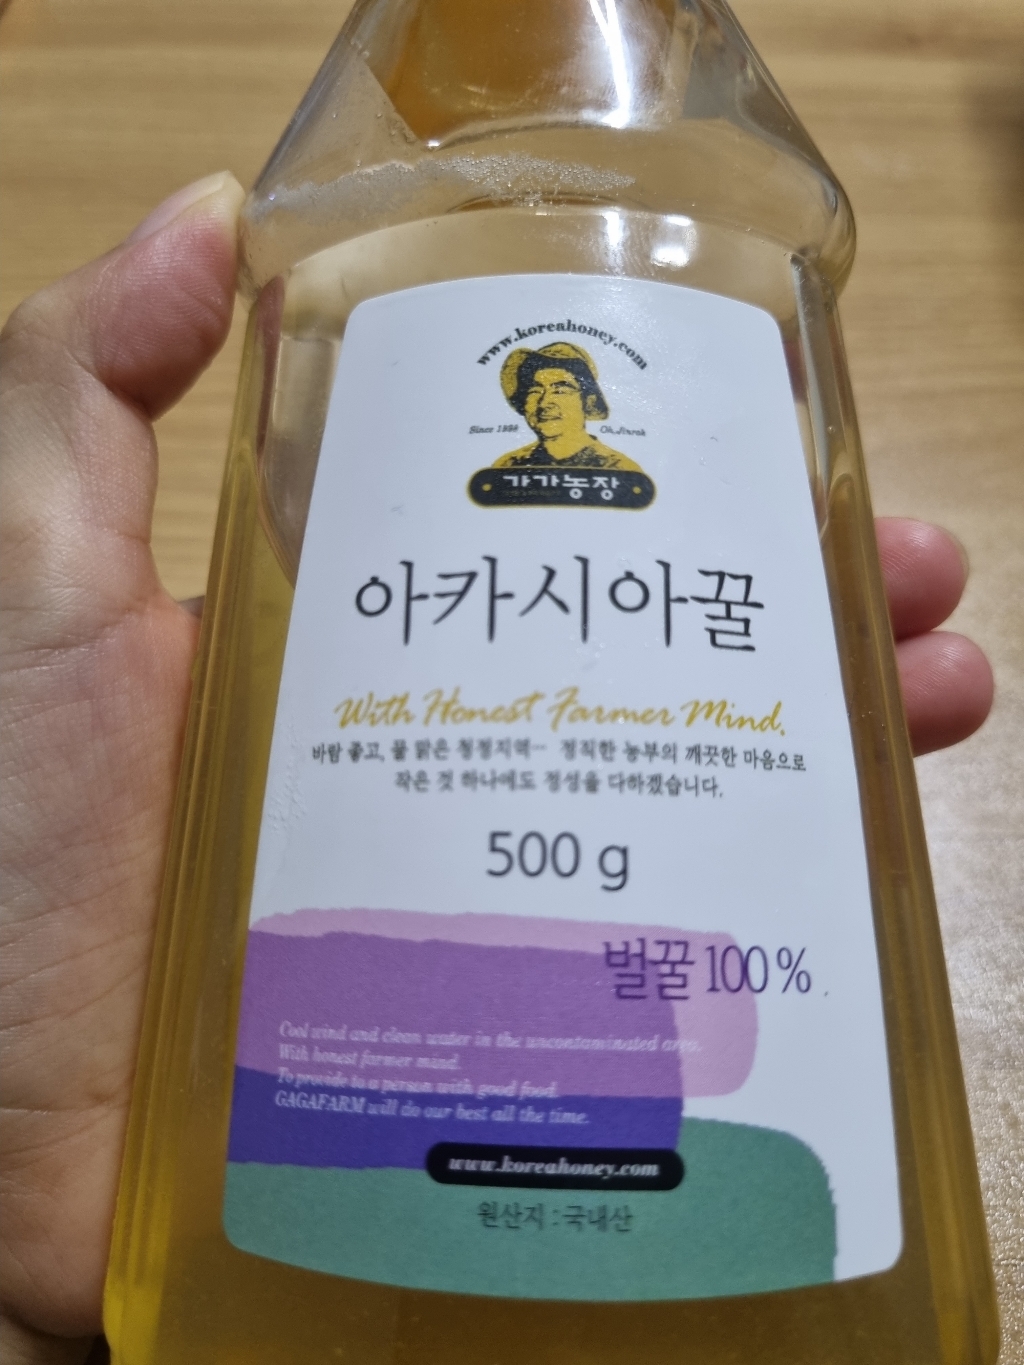 www.koreahoney.com
Since 1998 Oh.Jinrok
가가농장
아카시아꿀
With Honest Farmer Mind.
바람 좋고, 물 맑은 청정지역··· 정직한 농부의 깨끗한 마음으로
작은 것 하나에도 정성을 다하겠습니다.
500 g
벌꿀 100 %
Cool wind and clean water in the uncontaminated area.
With honest farmer mind.
To provide to a person with good food.
GAGAFARM will do our best all the time.
www.koreahoney.com
원산지 : 국내산